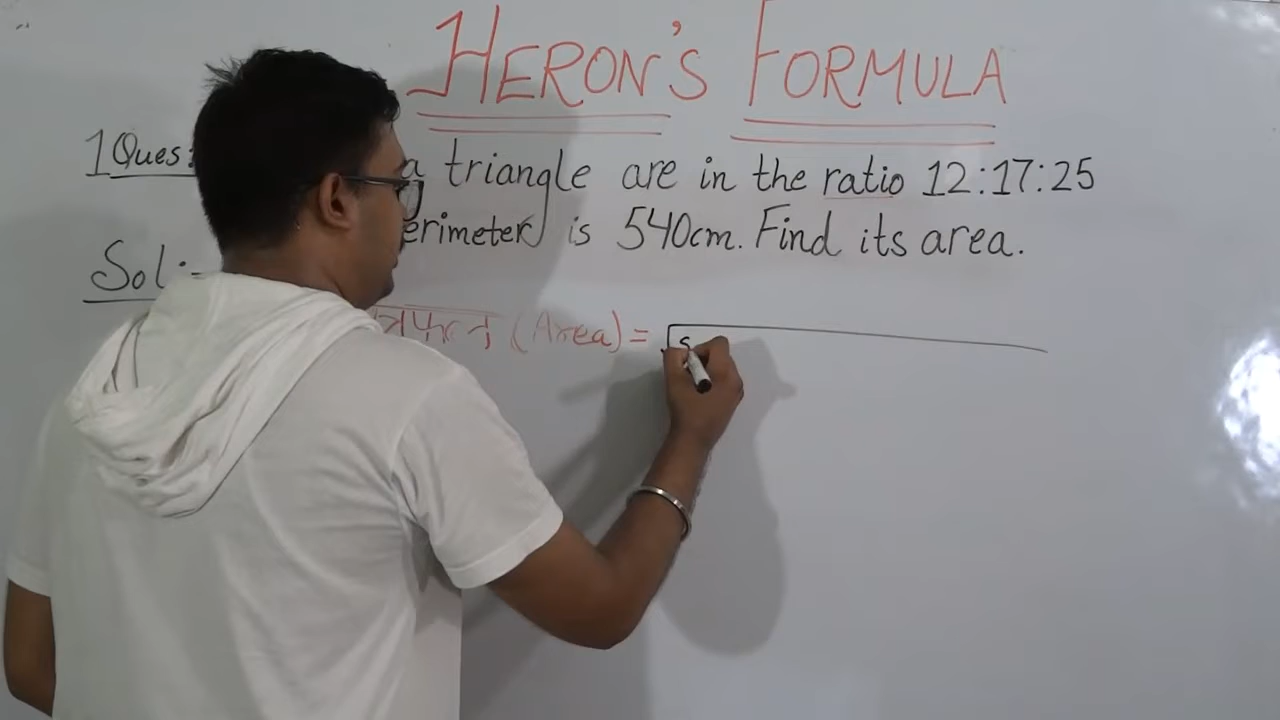 HERON'S FORMULA
1Ques: a triangle are in the ratio 12:17:25
erimeter is 540cm. Find its area.
Sol:-
(Area) = √s